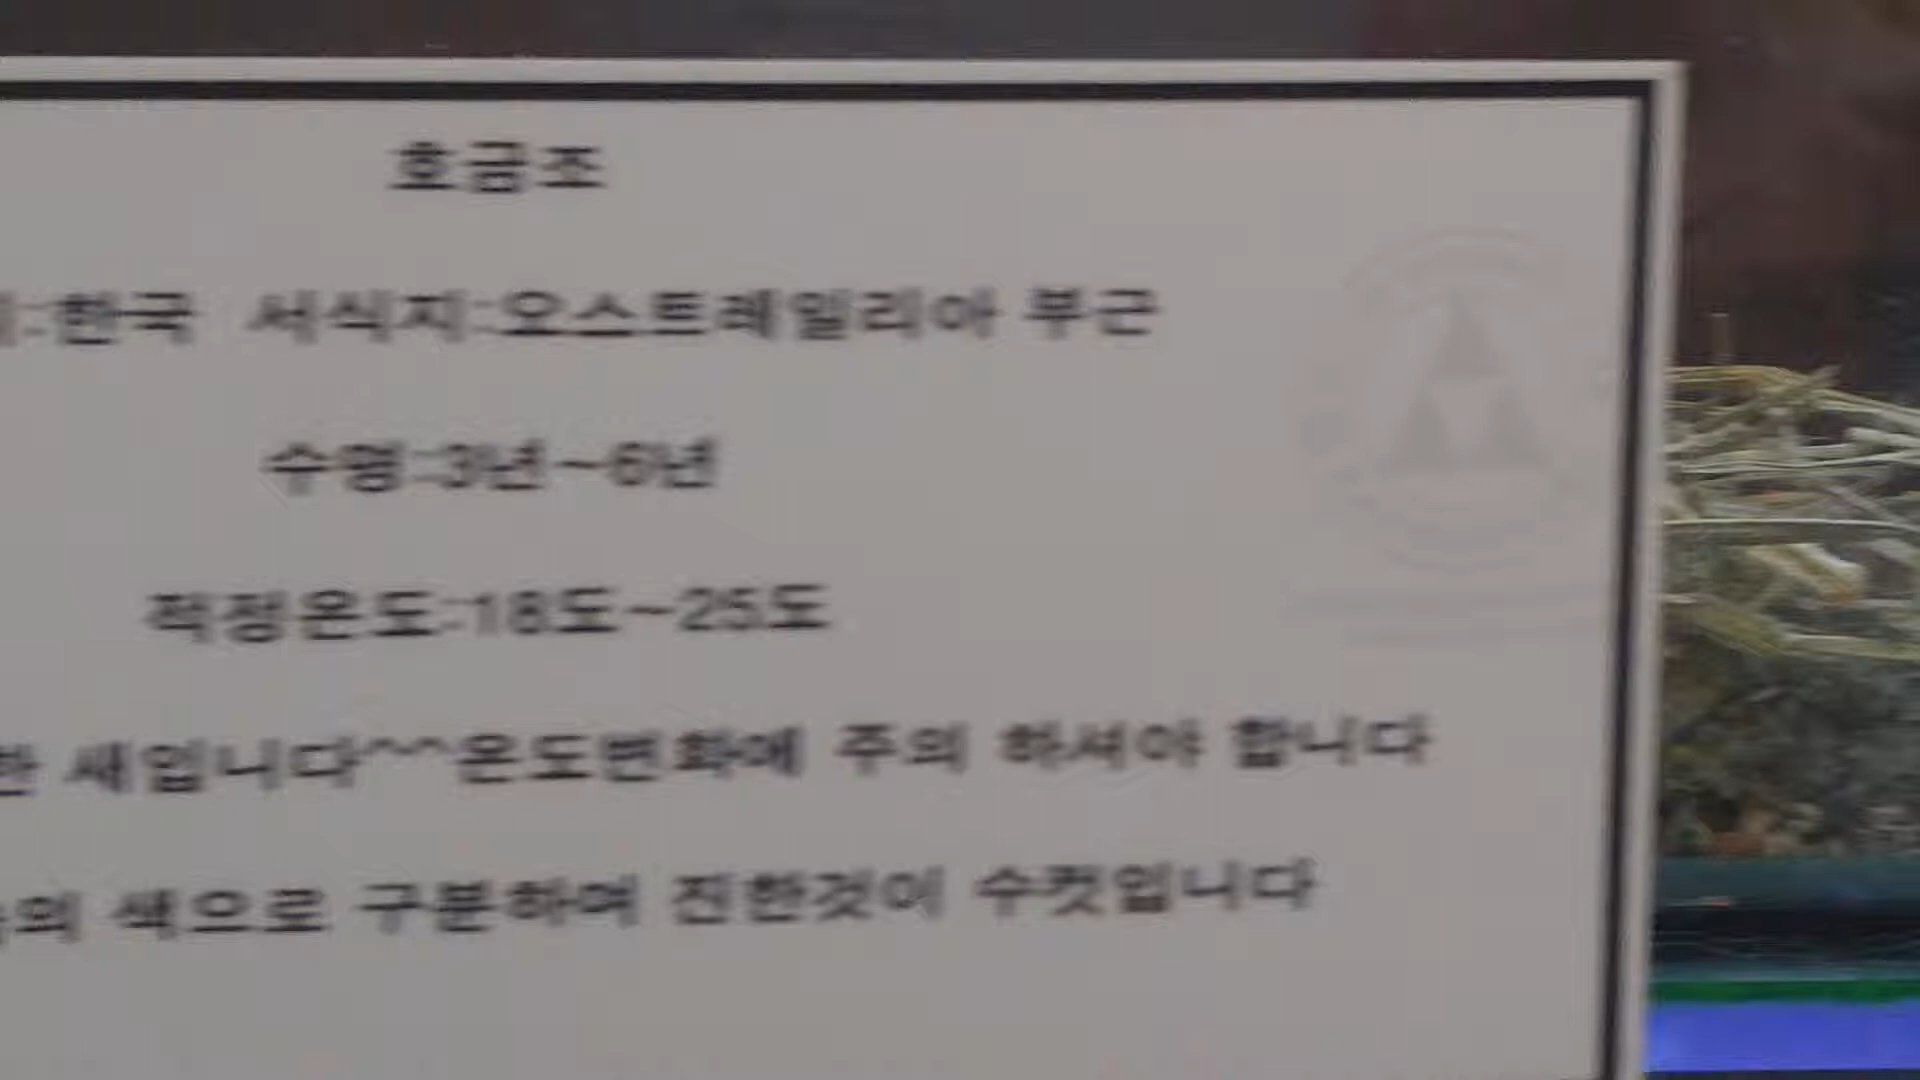 호금조
:한국 서식지:오스트레일리아 부근
수명:3년~6년
적정온도:18도~25도
한 새입니다^^온도변화에 주의 하셔야 합니다
의 색으로 구분하여 진한것이 수컷입니다